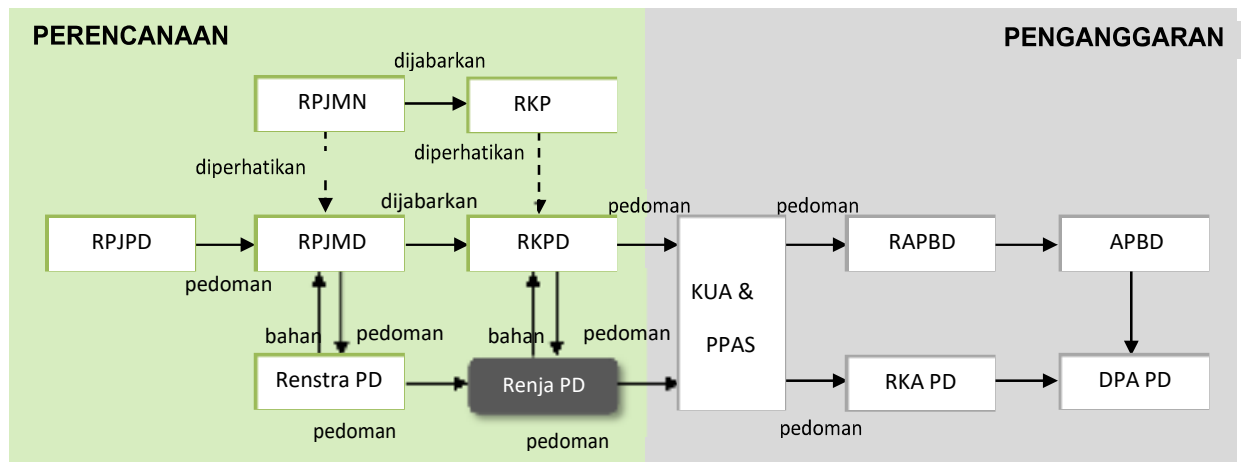 PERENCANAAN
PENGANGGARAN
dijabarkan
RPJMN
RKP
diperhatikan
diperhatikan
dijabarkan
pedoman
pedoman
RPJPD
RPJMD
RKPD
RAPBD
APBD
pedoman
KUA &
PPAS
bahan
pedoman
bahan
pedoman
Renstra PD
Renja PD
RKA PD
DPA PD
pedoman
pedoman
pedoman